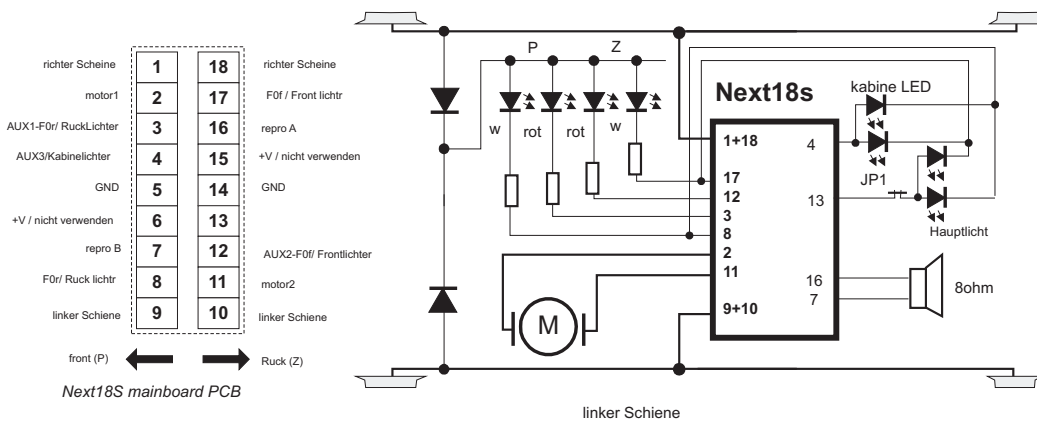 richter Scheine 1 18 richter Scheine
motor1 2 17 F0f / Front lichtr
AUX1-F0r/ RuckLichter 3 16 repro A
AUX3/Kabinelichter 4 15 +V / nicht verwenden
GND 5 14 GND
+V / nicht verwenden 6 13
repro B 7 12 AUX2-F0f/ Frontlichter
F0r/ Ruck lichtr 8 11 motor2
linker Schiene 9 10 linker Schiene
front (P) Ruck (Z)
Next18S mainboard PCB
P Z
w rot rot w
Next18s
kabine LED
1+18
17
12
3
8
2
11
9+10
4
13
16
7
JP1
Hauptlicht
8ohm
M
linker Schiene